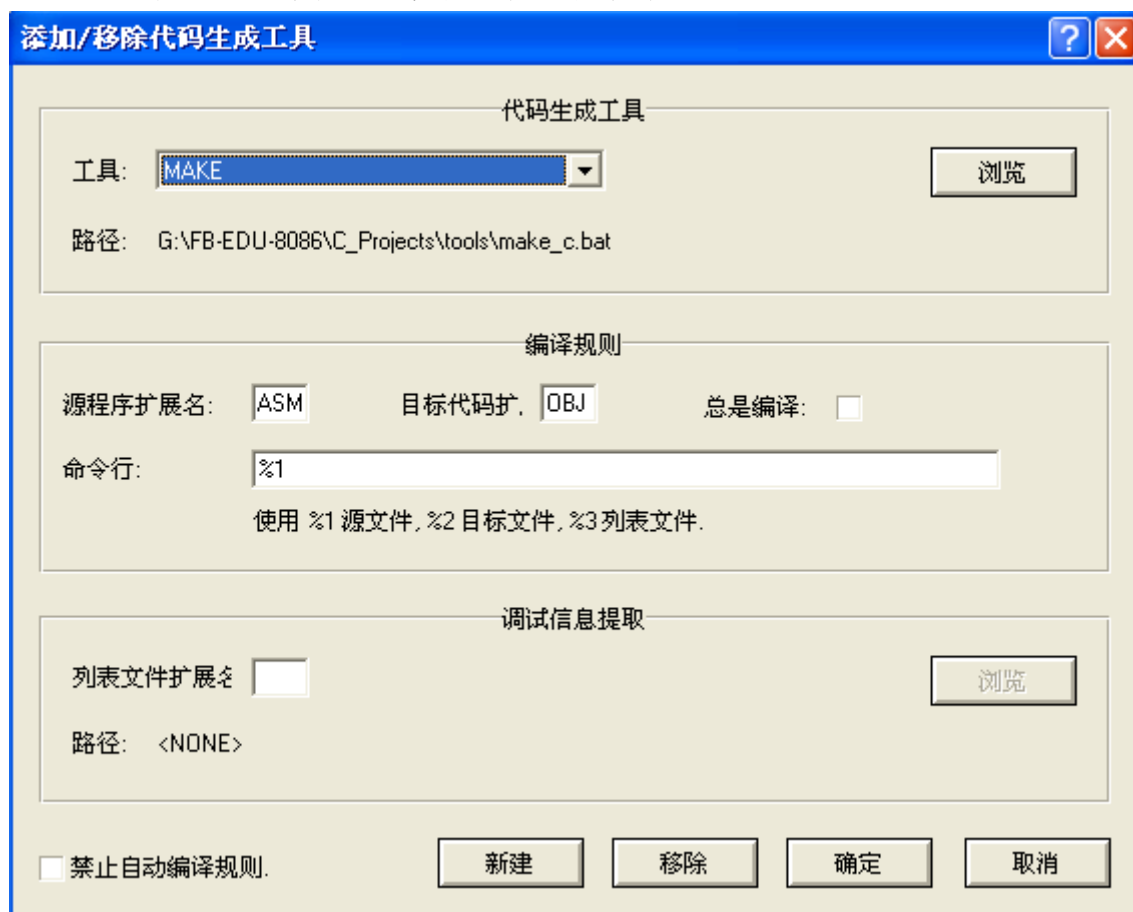 添加/移除代码生成工具
代码生成工具
工具: MAKE 浏览
路径: G:\FB-EDU-8086\C_Projects\tools\make_c.bat
编译规则
源程序扩展名: ASM 目标代码扩. OBJ 总是编译:
命令行: %1
使用 %1 源文件, %2 目标文件, %3 列表文件.
调试信息提取
列表文件扩展名 浏览
路径: <NONE>
禁止自动编译规则. 新建 移除 确定 取消